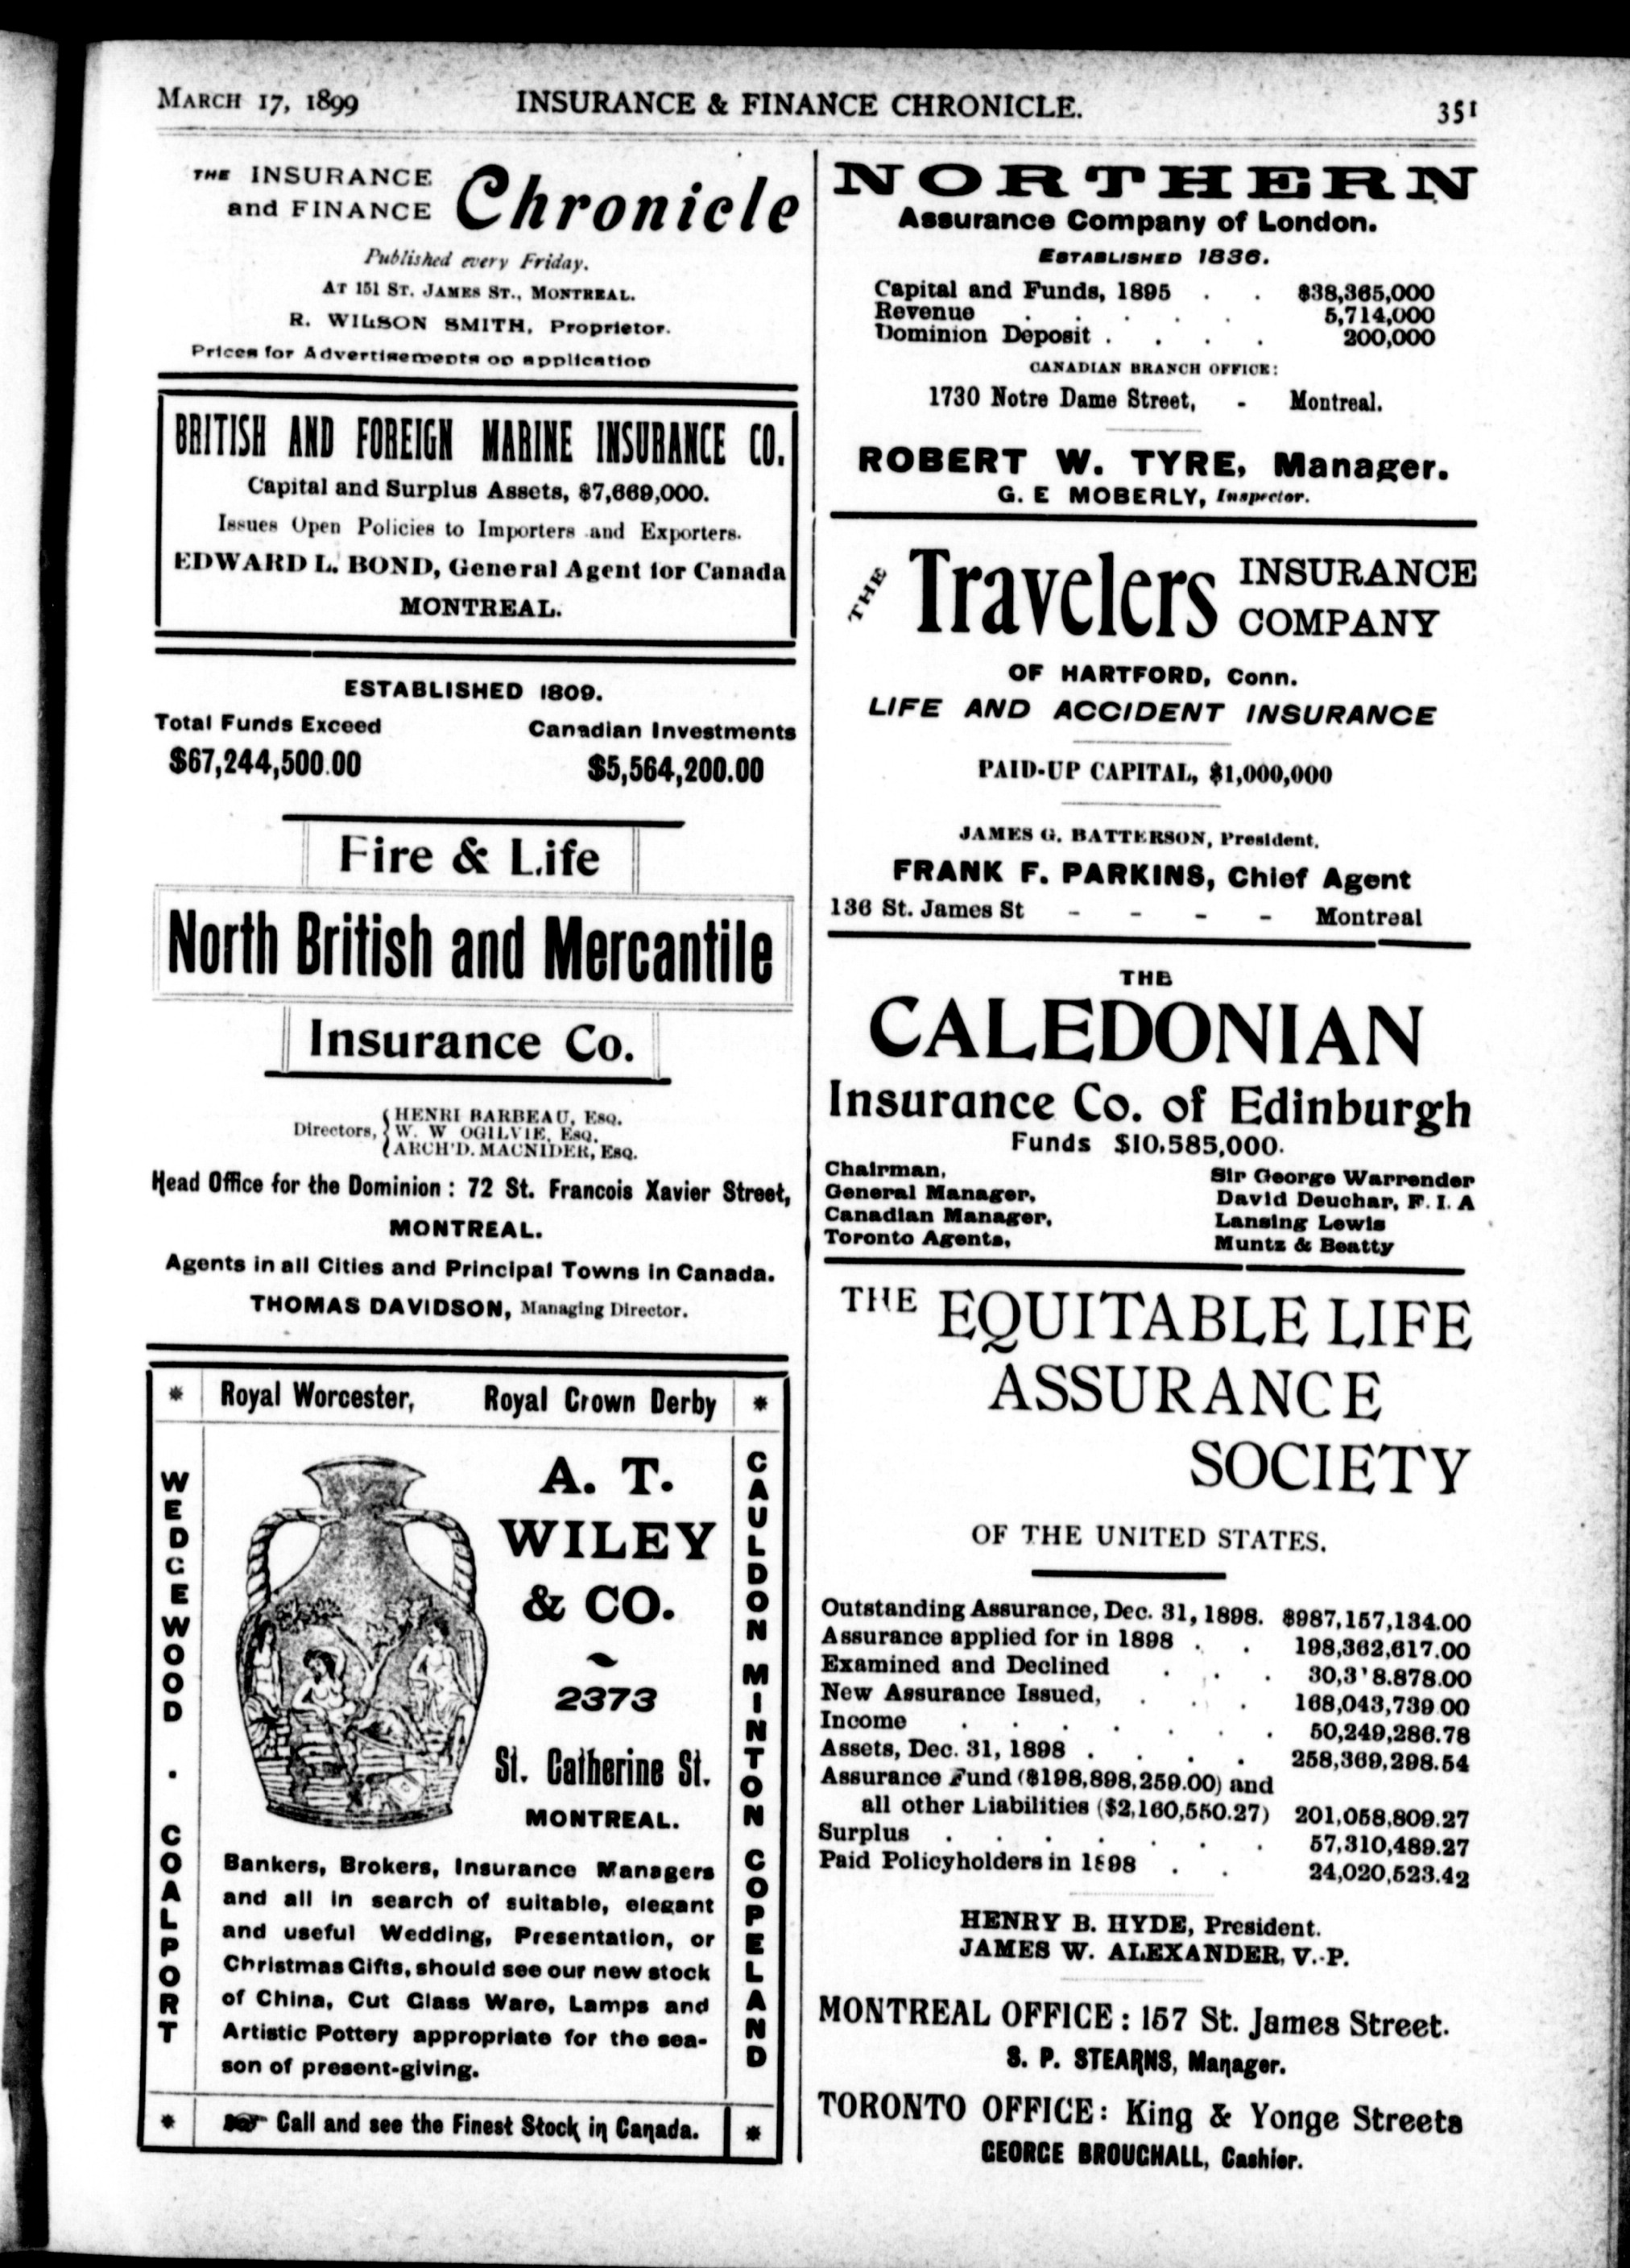 MARCH 17, 1899
INSURANCE & FINANCE CHRONICLE.
351
THE INSURANCE
and FINANCE
Chronicle
Published every Friday.
AT 151 ST. JAMES ST., MONTREAL.
R. WILSON SMITH, Proprietor.
Prices for Advertisements on application
BRITISH AND FOREIGN MARINE INSURANCE CO.
Capital and Surplus Assets, $7,669,000.
Issues Open Policies to Importers and Exporters.
EDWARD L. BOND, General Agent for Canada
MONTREAL.
ESTABLISHED 1809.
Total Funds Exceed Canadian Investments
$67,244,500.00 $5,564,200.00
Fire & Life
North British and Mercantile
Insurance Co.
Directors,
HENRI BARBEAU, ESQ.
W. W OGILVIE, ESQ.
ARCH'D. MACNIDER, ESQ.
Head Office for the Dominion : 72 St. Francois Xavier Street,
MONTREAL.
Agents in all Cities and Principal Towns in Canada.
THOMAS DAVIDSON, Managing Director.
* Royal Worcester, Royal Crown Derby *
WEDGEWOOD . COALPORT
A. T.
WILEY
& CO.
2373
St. Catherine St.
MONTREAL.
CAULDON MINTON COPELAND
Bankers, Brokers, Insurance Managers
and all in search of suitable, elegant
and useful Wedding, Presentation, or
Christmas Gifts, should see our new stock
of China, Cut Glass Ware, Lamps and
Artistic Pottery appropriate for the sea-
son of present-giving.
* Call and see the Finest Stock in Canada. *
NORTHERN
Assurance Company of London.
ESTABLISHED 1836.
Capital and Funds, 1895 . . $38,365,000
Revenue . . . . . 5,714,000
Dominion Deposit . . . . 200,000
CANADIAN BRANCH OFFICE:
1730 Notre Dame Street, - Montreal.
ROBERT W. TYRE, Manager.
G. E MOBERLY, Inspector.
THE Travelers INSURANCE
COMPANY
OF HARTFORD, Conn.
LIFE AND ACCIDENT INSURANCE
PAID-UP CAPITAL, $1,000,000
JAMES G. BATTERSON, President.
FRANK F. PARKINS, Chief Agent
136 St. James St - - - - Montreal
THE
CALEDONIAN
Insurance Co. of Edinburgh
Funds $10,585,000.
Chairman, Sir George Warrender
General Manager, David Deuchar, F. I. A
Canadian Manager, Lansing Lewis
Toronto Agents, Muntz & Beatty
THE EQUITABLE LIFE
ASSURANCE
SOCIETY
OF THE UNITED STATES.
Outstanding Assurance, Dec. 31, 1898. $987,157,134.00
Assurance applied for in 1898 . . 198,362,617.00
Examined and Declined . . . 30,3'8.878.00
New Assurance Issued, . . . 168,043,739.00
Income . . . . . . . 50,249,286.78
Assets, Dec. 31, 1898 . . . . 258,369,298.54
Assurance Fund ($198,898,259.00) and
all other Liabilities ($2,160,550.27) 201,058,809.27
Surplus . . . . . . . 57,310,489.27
Paid Policyholders in 1898 . . 24,020,523.42
HENRY B. HYDE, President.
JAMES W. ALEXANDER, V.-P.
MONTREAL OFFICE : 157 St. James Street.
S. P. STEARNS, Manager.
TORONTO OFFICE: King & Yonge Streets
GEORGE BROUGHALL, Cashier.